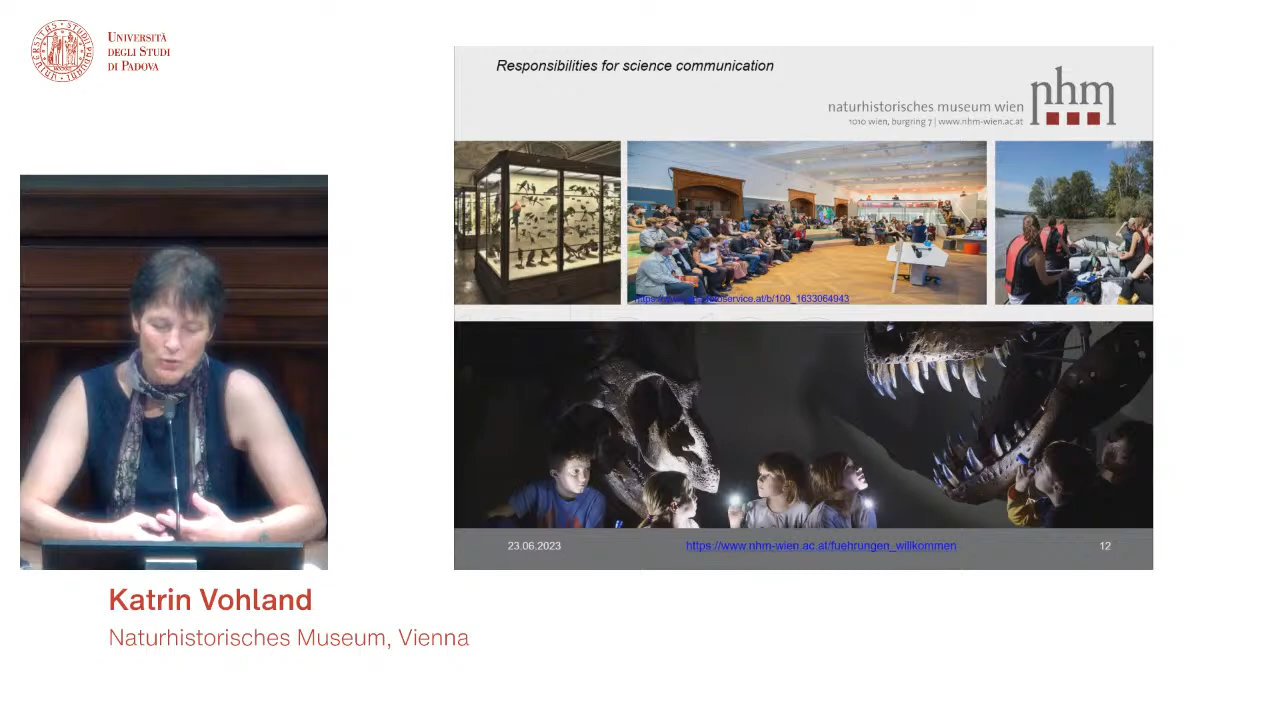 UNIVERSITÀ
DEGLI STUDI
DI PADOVA
Responsibilities for science communication
nhm
naturhistorisches museum wien
1010 wien, burgring 7 | www.nhm-wien.ac.at
service.at/b/109_1633064943
23.06.2023
https://www.nhm-wien.ac.at/fuehrungen_willkommen
12
Katrin Vohland
Naturhistorisches Museum, Vienna